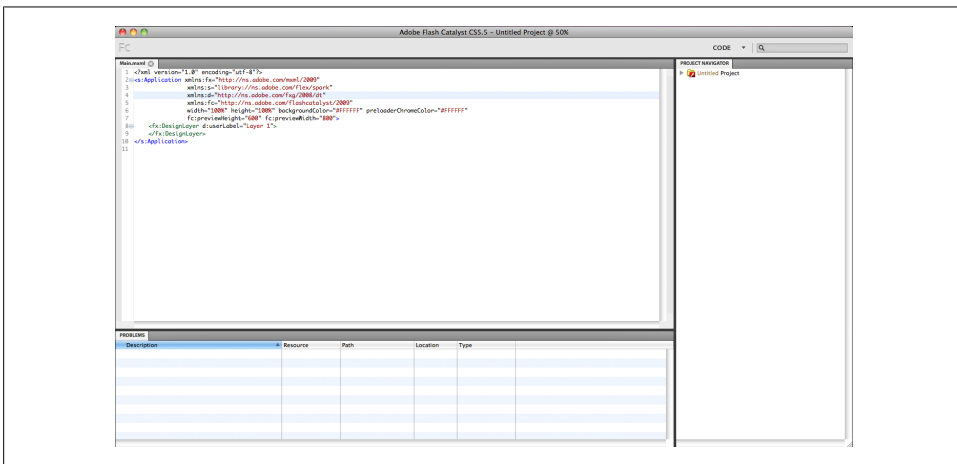 Adobe Flash Catalyst CS5.5 – Untitled Project @ 50%
Fc
CODE
Main.mxml
PROJECT NAVIGATOR
Untitled Project
1 <?xml version="1.0" encoding="utf-8"?>
2 <s:Application xmlns:fx="http://ns.adobe.com/mxml/2009"
3 xmlns:s="library://ns.adobe.com/flex/spark"
4 xmlns:d="http://ns.adobe.com/fxg/2008/dt"
5 xmlns:fc="http://ns.adobe.com/flashcatalyst/2009"
6 width="100%" height="100%" backgroundColor="#FFFFFF" preloaderChromeColor="#FFFFFF"
7 fc:previewHeight="600" fc:previewWidth="800">
8 <fx:DesignLayer d:userLabel="Layer 1">
9 </fx:DesignLayer>
10 </s:Application>
11
PROBLEMS
Description Resource Path Location Type